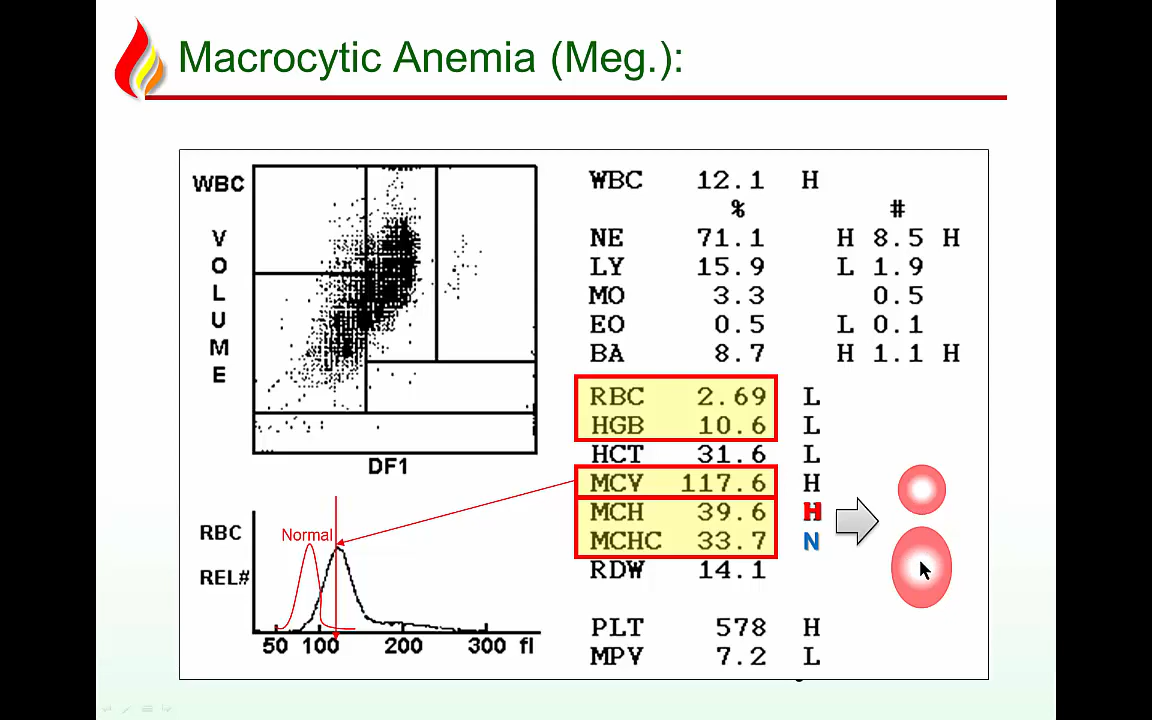 Macrocytic Anemia (Meg.):
WBC
VOLUME
DF1
RBC
REL#
Normal
50 100 200 300 fl
WBC 12.1 H
% #
NE 71.1 H 8.5 H
LY 15.9 L 1.9
MO 3.3 0.5
EO 0.5 L 0.1
BA 8.7 H 1.1 H
RBC 2.69 L
HGB 10.6 L
HCT 31.6 L
MCV 117.6 H
MCH 39.6 H
MCHC 33.7 N
RDW 14.1
PLT 578 H
MPV 7.2 L